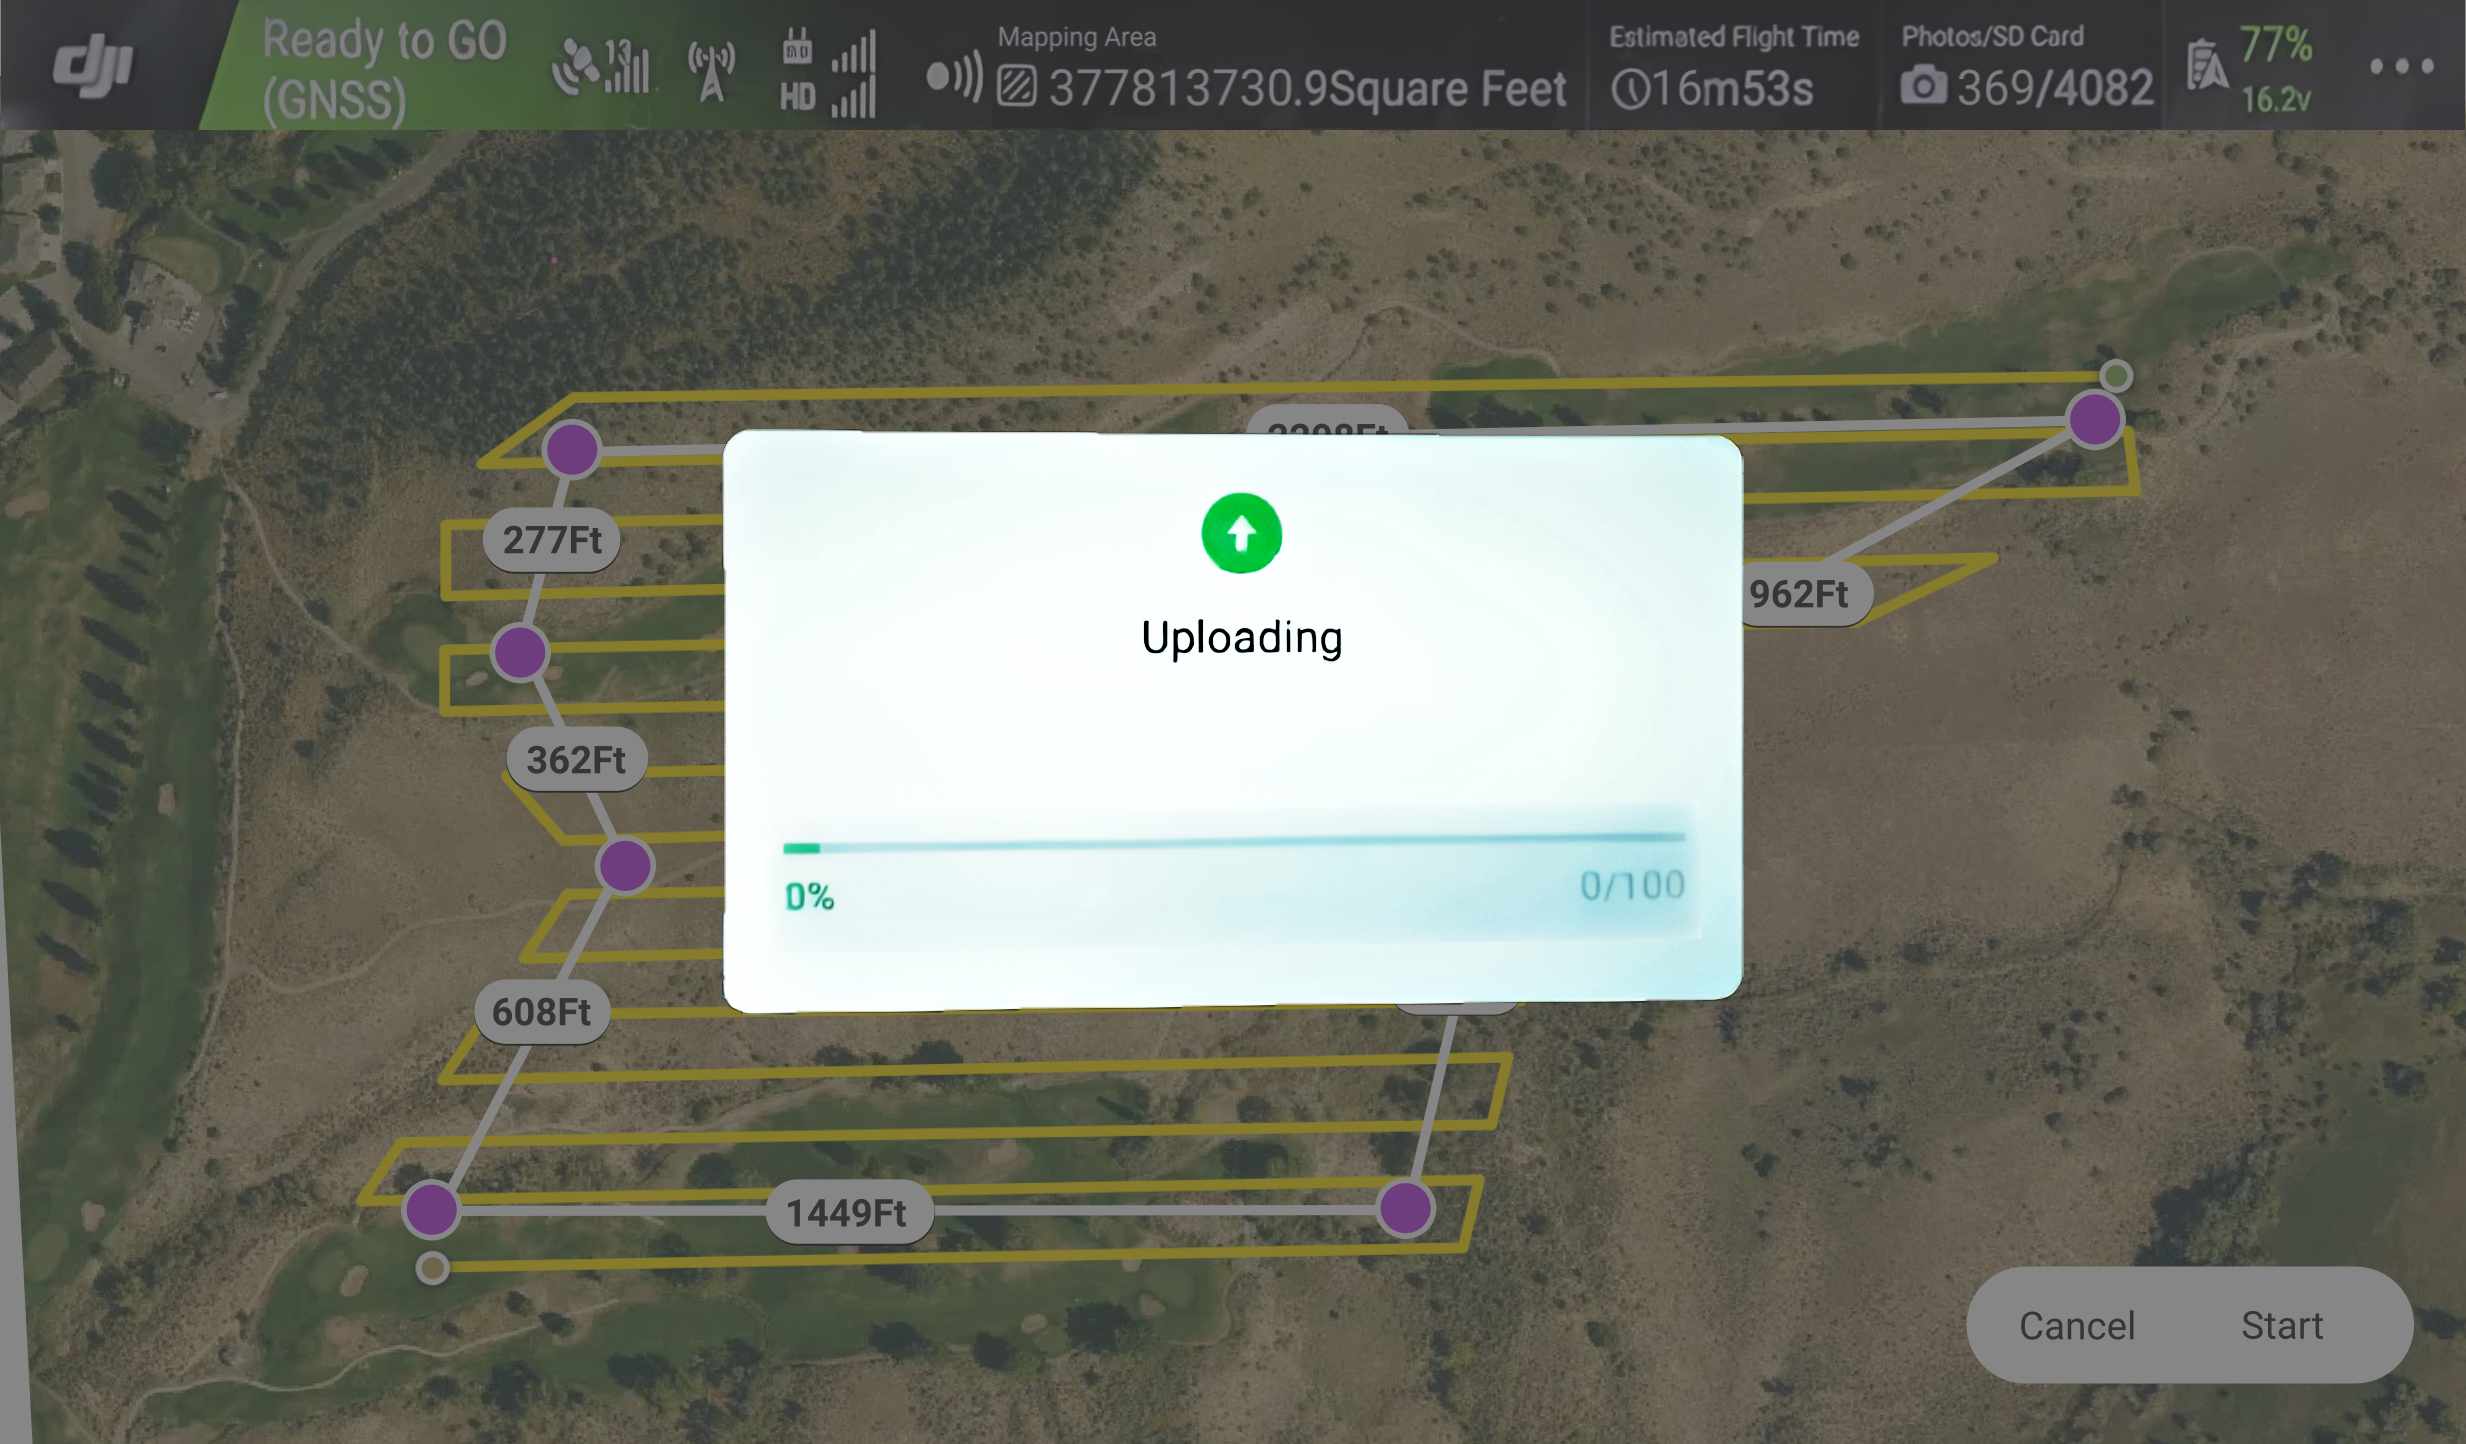 dji
Ready to GO
(GNSS)
13
HD
Mapping Area
377813730.9Square Feet
Estimated Flight Time
16m53s
Photos/SD Card
369/4082
77%
16.2v
277Ft
962Ft
Uploading
362Ft
0%
0/100
608Ft
1449Ft
Cancel
Start